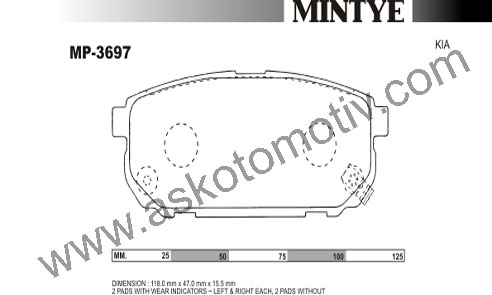 MINTYE
MP-3697
KIA
www.askotomotiv.com
MM. 25 50 75 100 125
DIMENSION : 118.0 mm x 47.0 mm x 15.5 mm
2 PADS WITH WEAR INDICATORS – LEFT & RIGHT EACH, 2 PADS WITHOUT